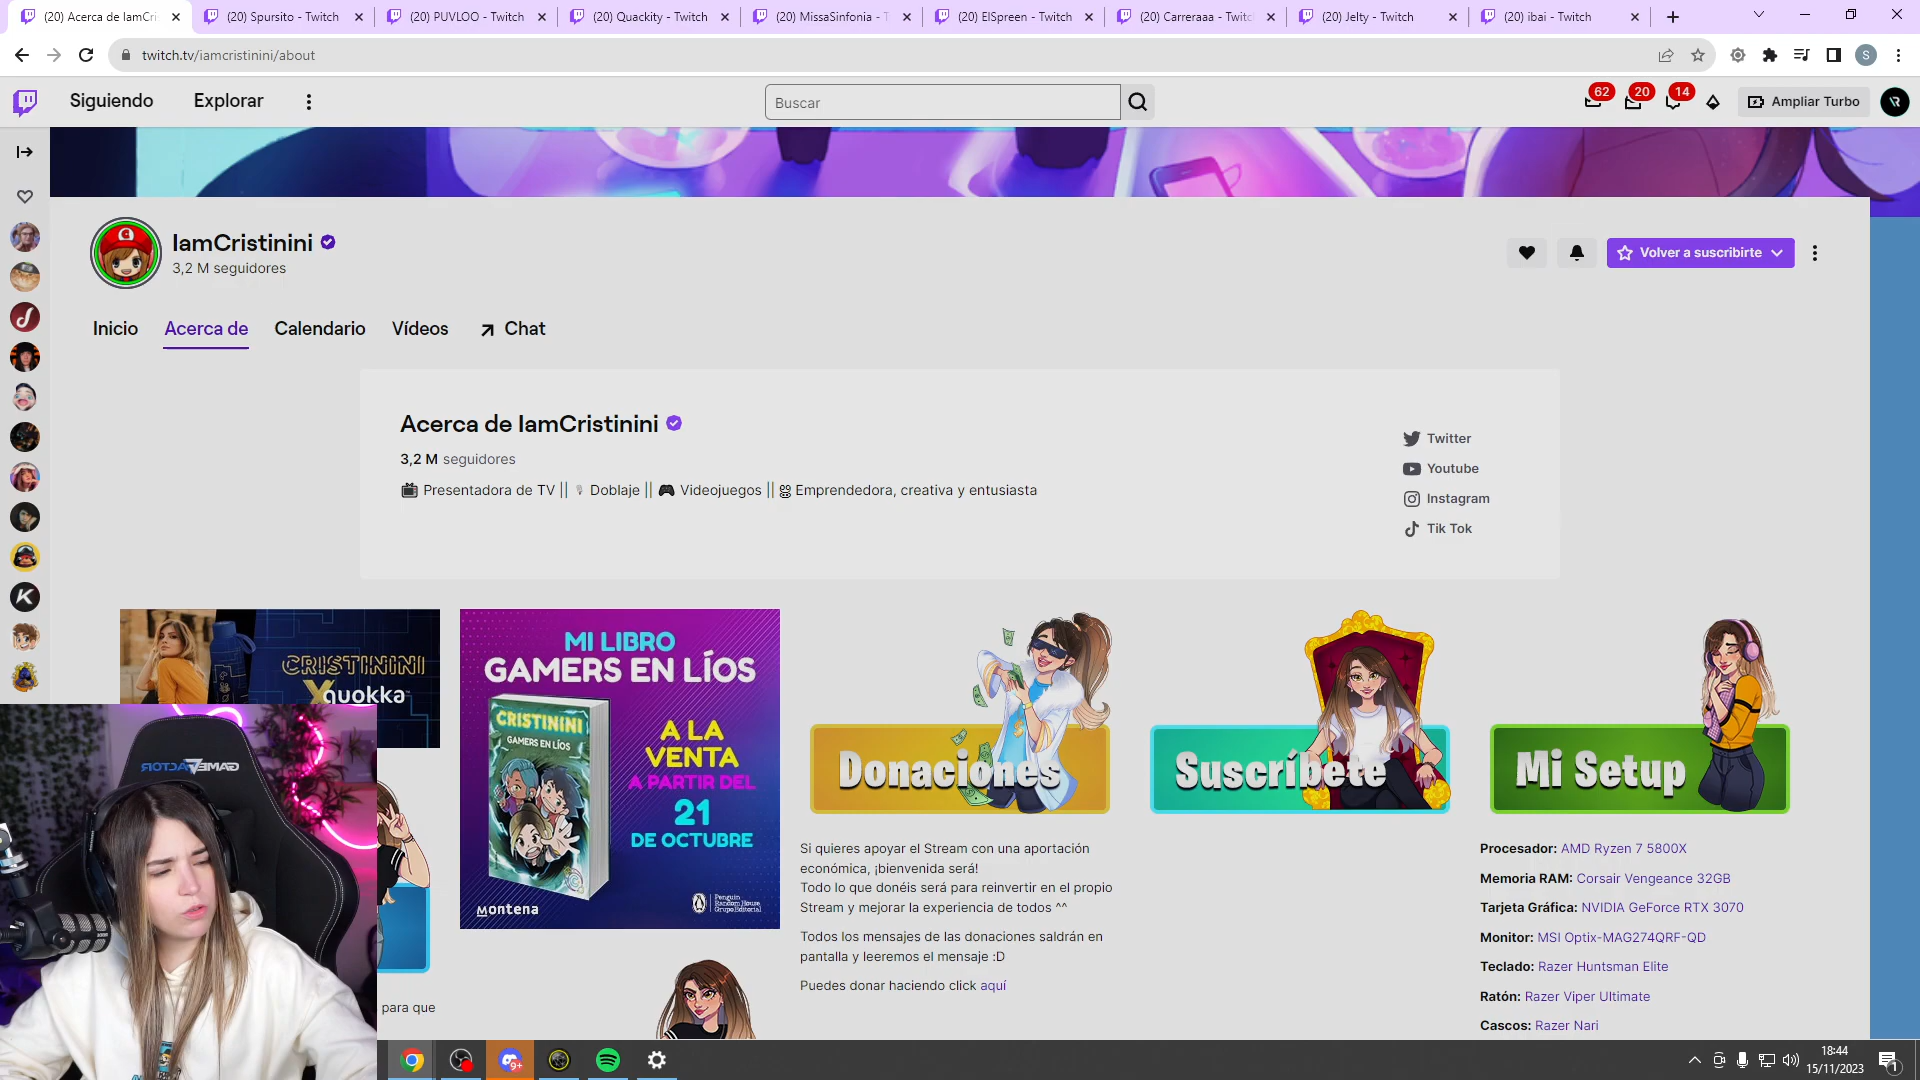 (20) Acerca de IamCri
(20) Spursito - Twitch
(20) PUVLOO - Twitch
(20) Quackity - Twitch
(20) MissaSinfonia - T
(20) ElSpreen - Twitch
(20) Carreraaa - Twitc
(20) Jelty - Twitch
(20) ibai - Twitch
twitch.tv/iamcristinini/about
S
Siguiendo
Explorar
Buscar
62
20
14
Ampliar Turbo
IamCristinini
3,2 M seguidores
Volver a suscribirte
Inicio
Acerca de
Calendario
Vídeos
Chat
Acerca de IamCristinini
3,2 M seguidores
Presentadora de TV || Doblaje || Videojuegos || Emprendedora, creativa y entusiasta
Twitter
Youtube
Instagram
Tik Tok
CRISTININI
X quokka
MI LIBRO
GAMERS EN LÍOS
CRISTININI
GAMERS EN LÍOS
A LA
VENTA
A PARTIR DEL
21
DE OCTUBRE
Montena
Penguin
Random House
Grupo Editorial
Donaciones
Si quieres apoyar el Stream con una aportación
económica, ¡bienvenida será!
Todo lo que donéis será para reinvertir en el propio
Stream y mejorar la experiencia de todos ^^
Todos los mensajes de las donaciones saldrán en
pantalla y leeremos el mensaje :D
Puedes donar haciendo click aquí
Suscríbete
Mi Setup
Procesador: AMD Ryzen 7 5800X
Memoria RAM: Corsair Vengeance 32GB
Tarjeta Gráfica: NVIDIA GeForce RTX 3070
Monitor: MSI Optix-MAG274QRF-QD
Teclado: Razer Huntsman Elite
Ratón: Razer Viper Ultimate
Cascos: Razer Nari
GAMEFACTOR
para que
9+
18:44
15/11/2023
1